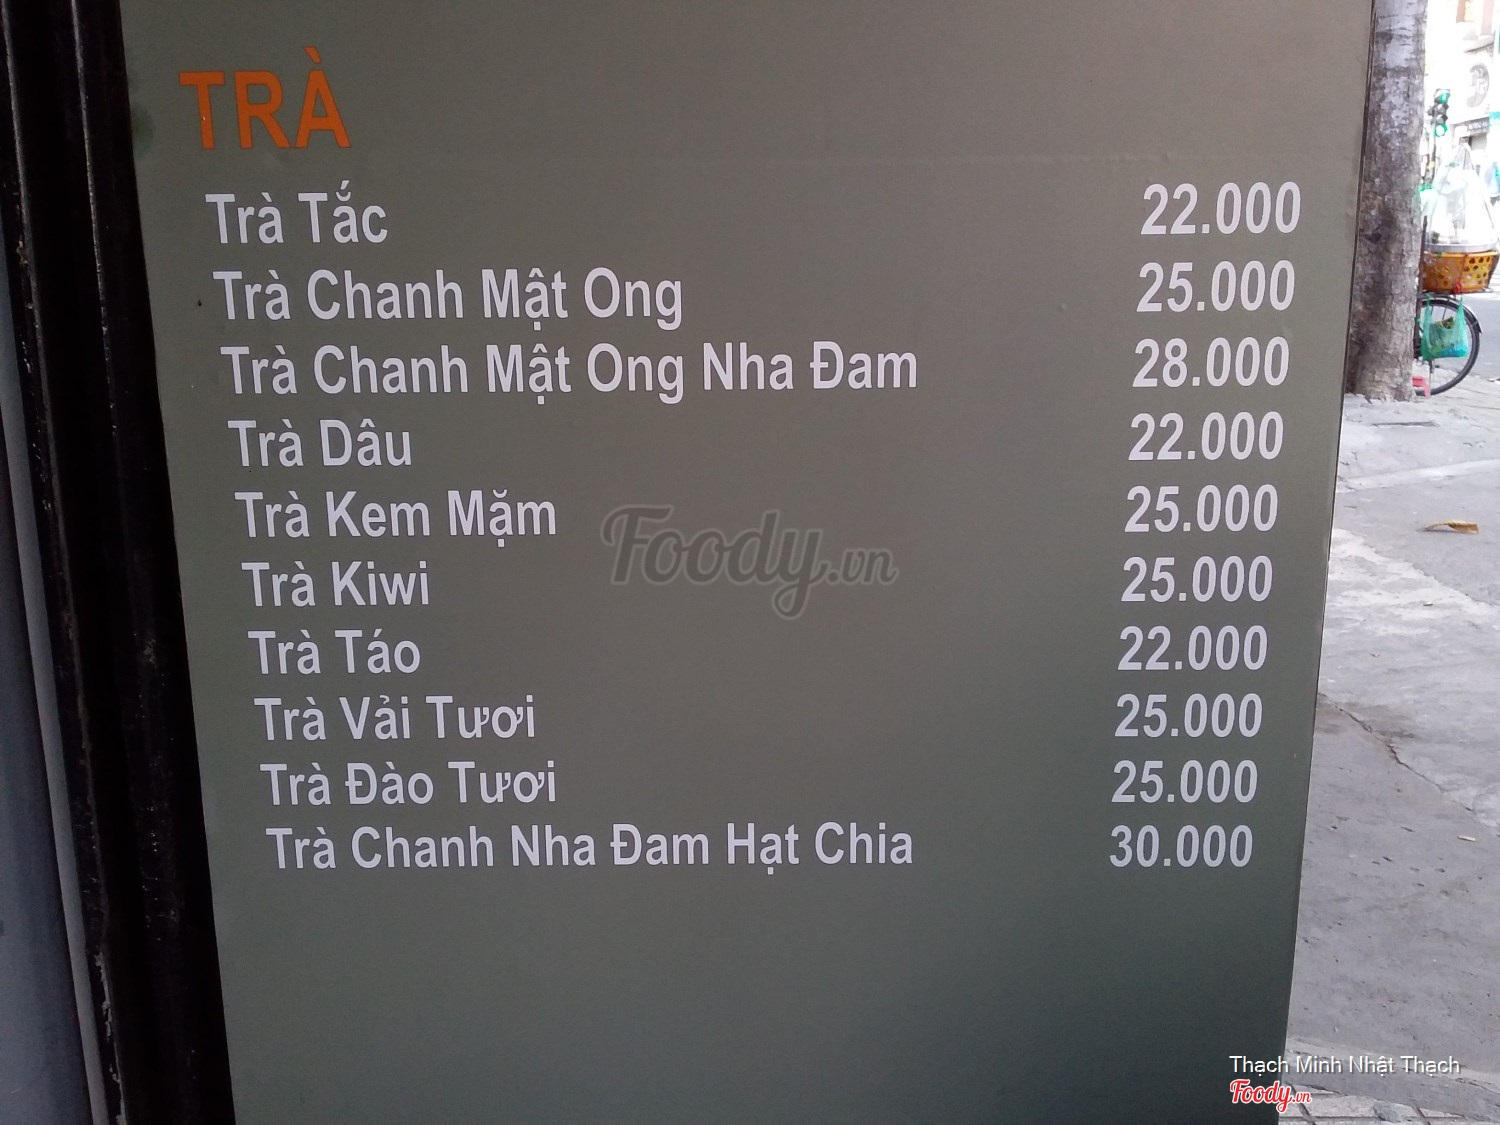 TRÀ
Trà Tắc 22.000
Trà Chanh Mật Ong 25.000
Trà Chanh Mật Ong Nha Đam 28.000
Trà Dâu 22.000
Trà Kem Mặm 25.000
Foody.vn
Trà Kiwi 25.000
Trà Táo 22.000
Trà Vải Tươi 25.000
Trà Đào Tươi 25.000
Trà Chanh Nha Đam Hạt Chia 30.000
Thạch Minh Nhật Thạch
Foody.vn